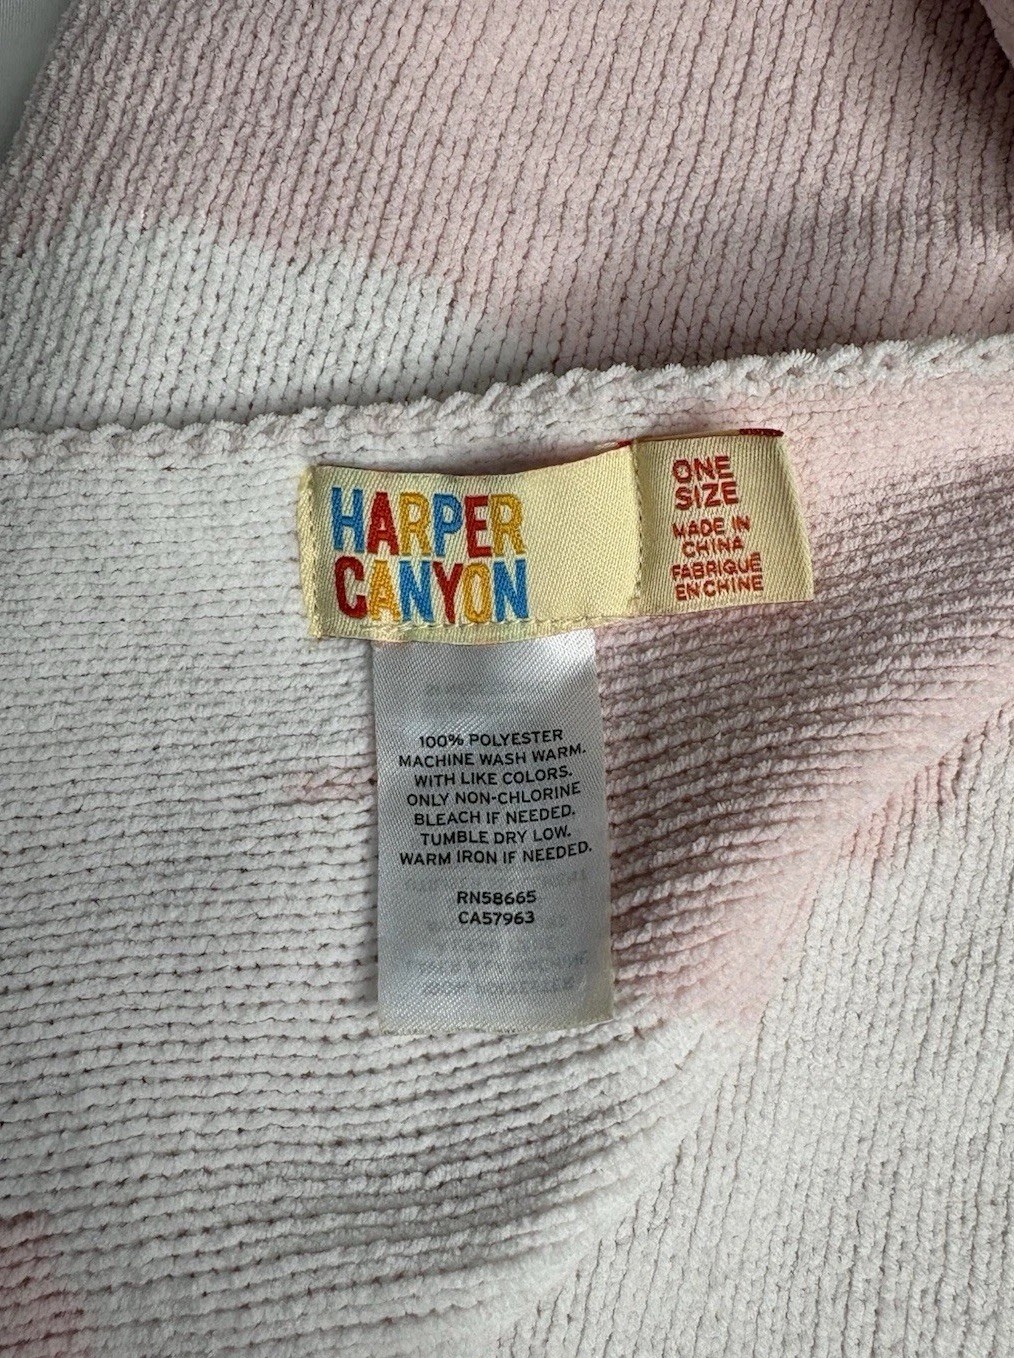 HARPER
CANYON
ONE
SIZE
MADE IN
CHINA
FABRIQUÉ
EN CHINE
100% POLYESTER
MACHINE WASH WARM.
WITH LIKE COLORS.
ONLY NON-CHLORINE
BLEACH IF NEEDED.
TUMBLE DRY LOW.
WARM IRON IF NEEDED.
RN58665
CA57963